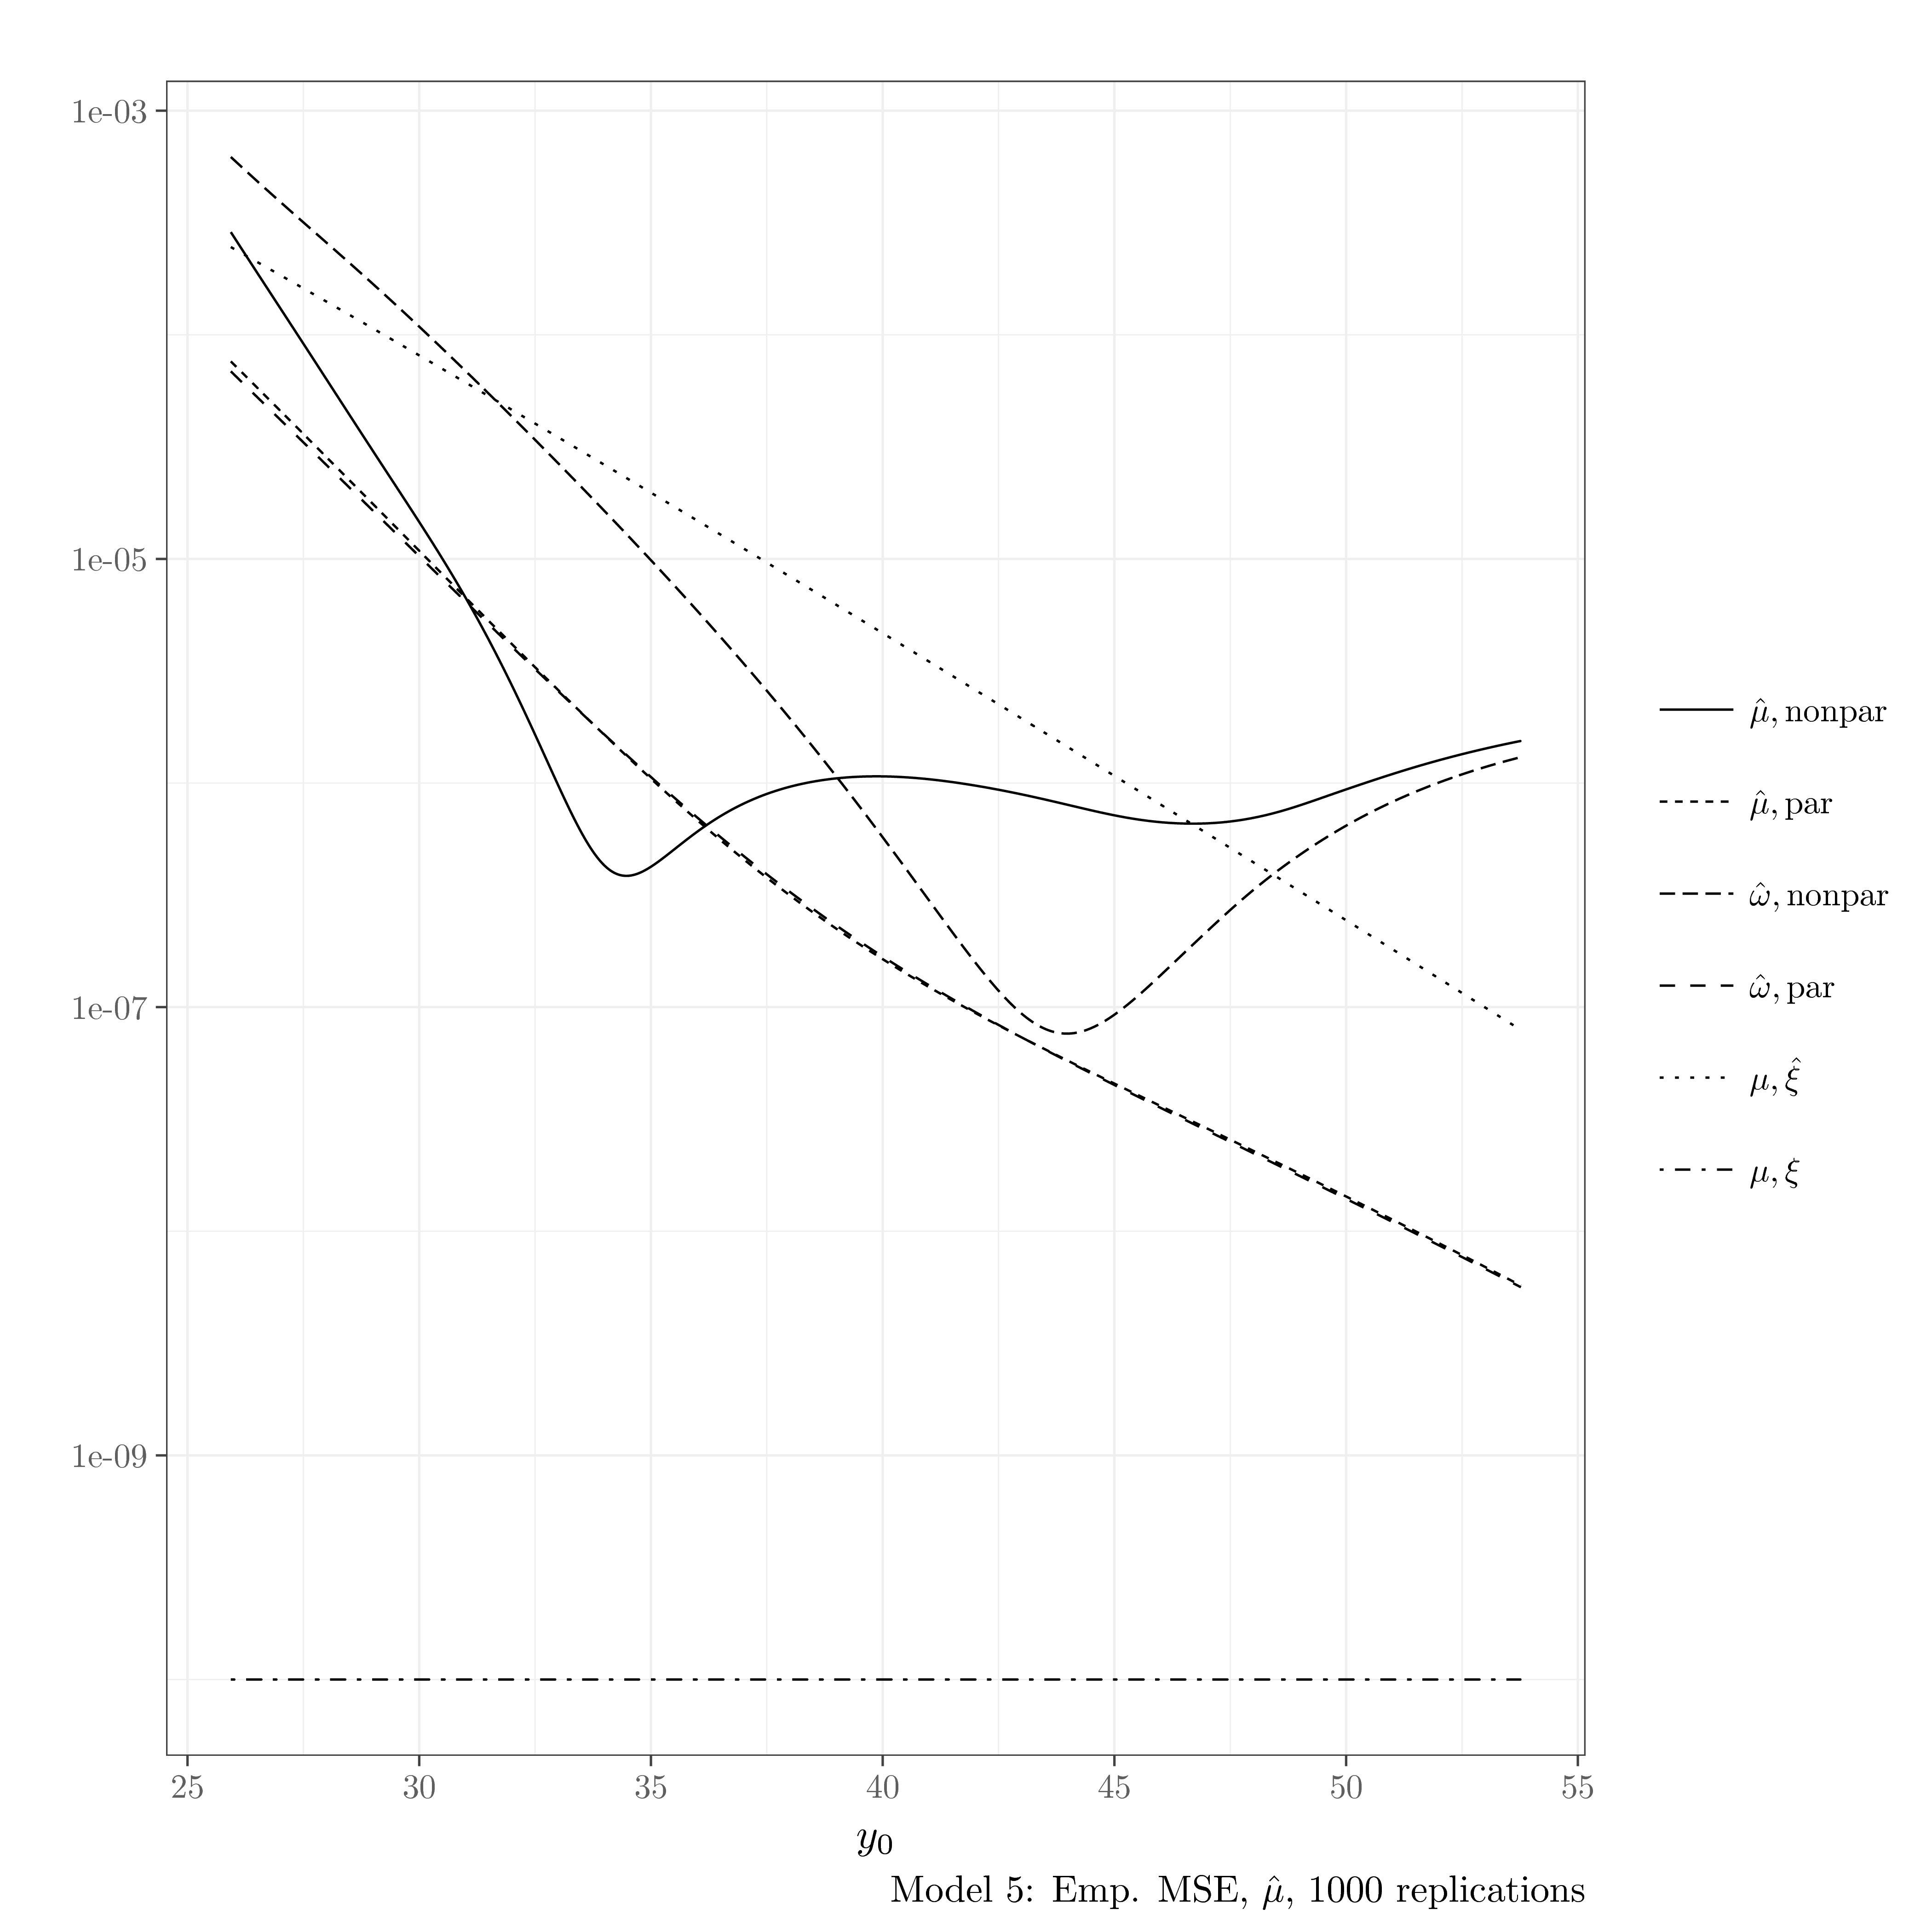 1e-03
1e-05
1e-07
1e-09
25 30 35 40 45 50 55
y₀
μ̂, nonpar
μ̂, par
ω̂, nonpar
ω̂, par
μ, ξ̂
μ, ξ
Model 5: Emp. MSE, μ̂, 1000 replications